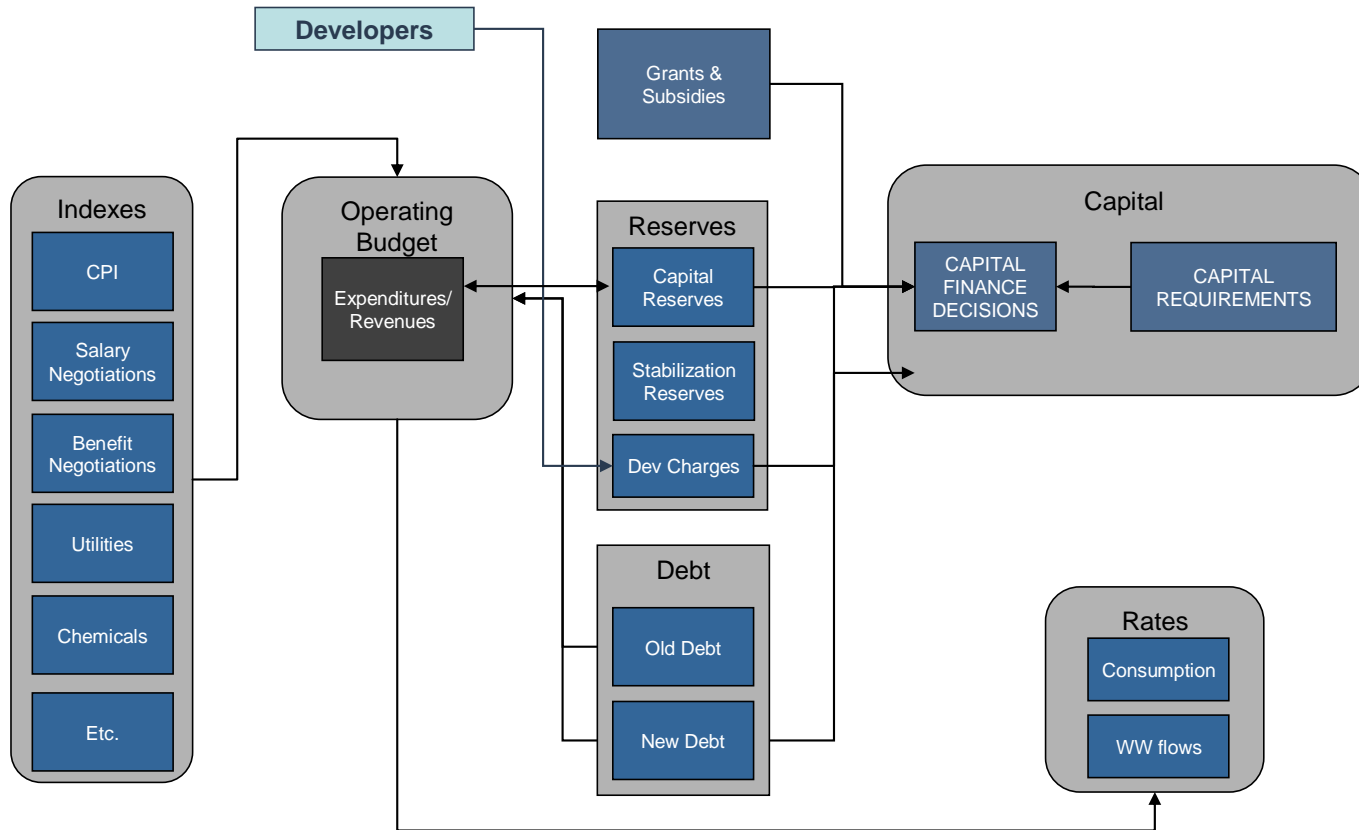 Developers
Grants &
Subsidies
Indexes
CPI
Salary
Negotiations
Benefit
Negotiations
Utilities
Chemicals
Etc.
Operating
Budget
Expenditures/
Revenues
Reserves
Capital
Reserves
Stabilization
Reserves
Dev Charges
Debt
Old Debt
New Debt
Capital
CAPITAL
FINANCE
DECISIONS
CAPITAL
REQUIREMENTS
Rates
Consumption
WW flows